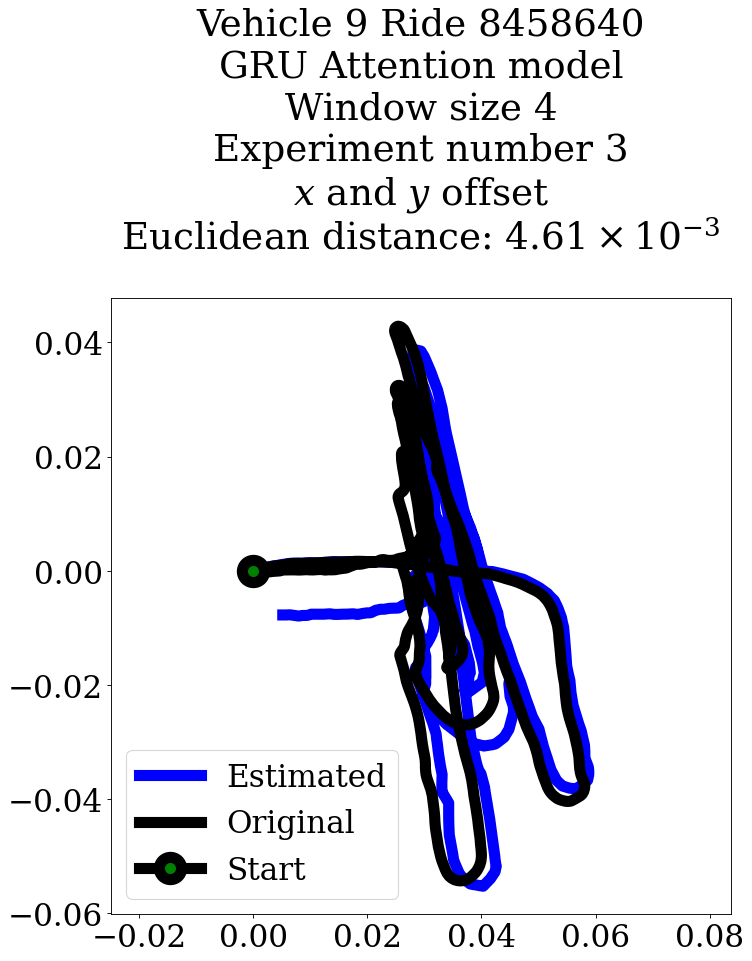 Vehicle 9 Ride 8458640
GRU Attention model
Window size 4
Experiment number 3
x and y offset
Euclidean distance: 4.61 × 10⁻³
0.04
0.02
0.00
−0.02
−0.04
−0.06
Estimated
Original
Start
−0.02 0.00 0.02 0.04 0.06 0.08